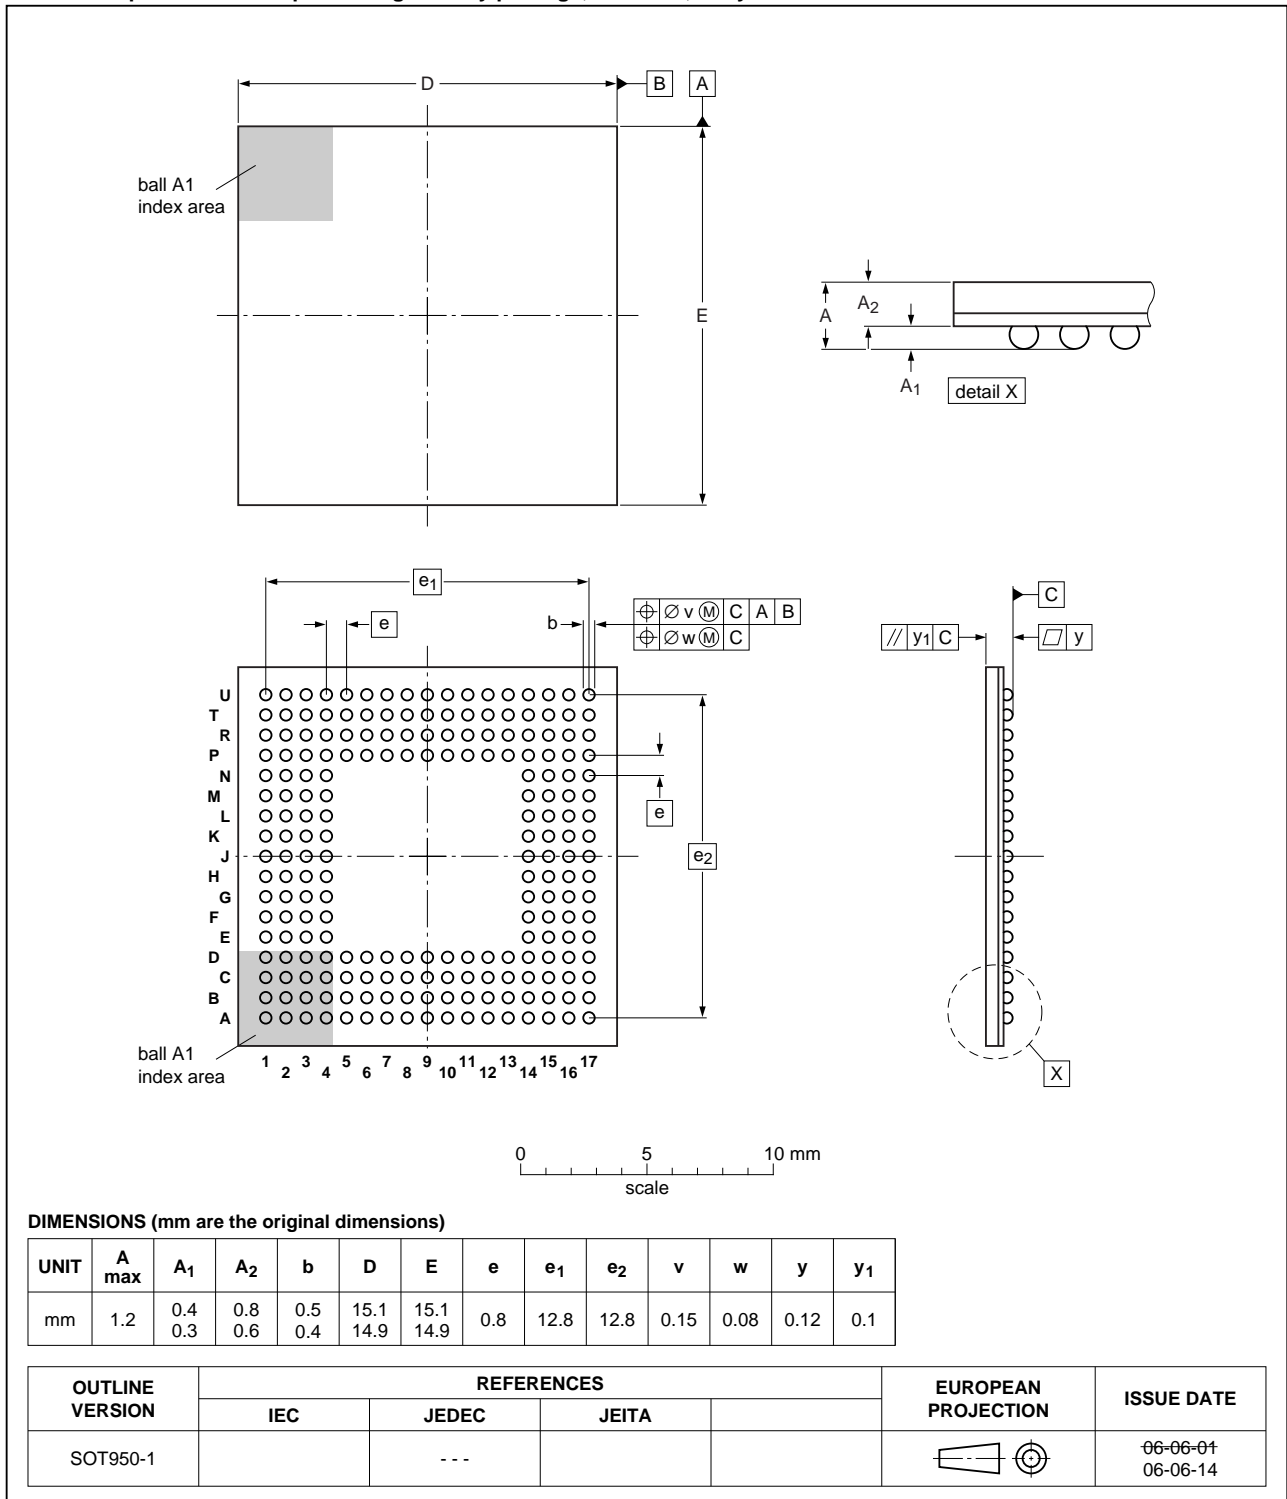 D
B
A
ball A1
index area
E
A
A2
A1
detail X
e1
e
b
⌖ ∅ v Ⓜ C A B
⌖ ∅ w Ⓜ C
C
// y1 C
▱ y
U
T
R
P
N
M
L
K
J
H
G
F
E
D
C
B
A
e
e2
ball A1
index area
1 2 3 4 5 6 7 8 9 10 11 12 13 14 15 16 17
X
0 5 10 mm
scale
DIMENSIONS (mm are the original dimensions)
UNIT A max A1 A2 b D E e e1 e2 v w y y1
mm 1.2 0.4 0.3 0.8 0.6 0.5 0.4 15.1 14.9 15.1 14.9 0.8 12.8 12.8 0.15 0.08 0.12 0.1
OUTLINE VERSION REFERENCES EUROPEAN PROJECTION ISSUE DATE
IEC JEDEC JEITA
SOT950-1 - - - 06-06-01
06-06-14